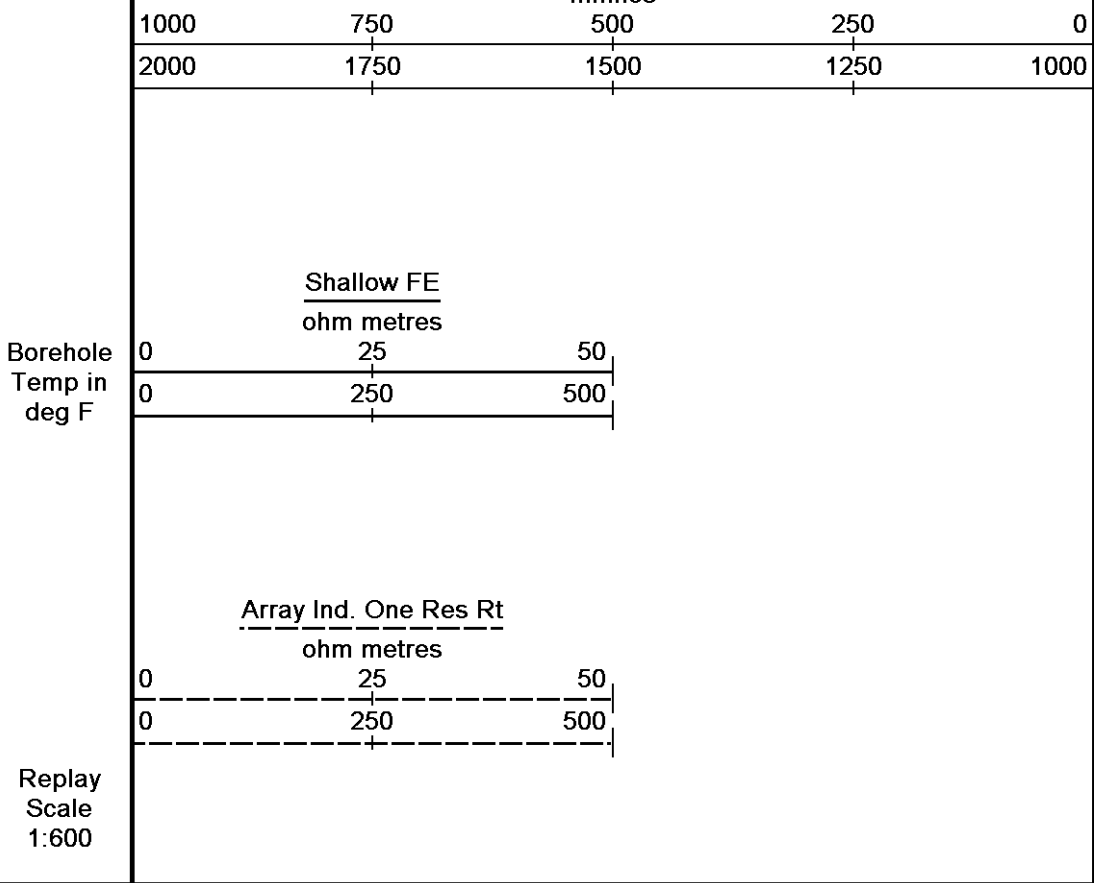 1000 750 500 250 0
2000 1750 1500 1250 1000
Shallow FE
ohm metres
0 25 50
0 250 500
Borehole
Temp in
deg F
Array Ind. One Res Rt
ohm metres
0 25 50
0 250 500
Replay
Scale
1:600